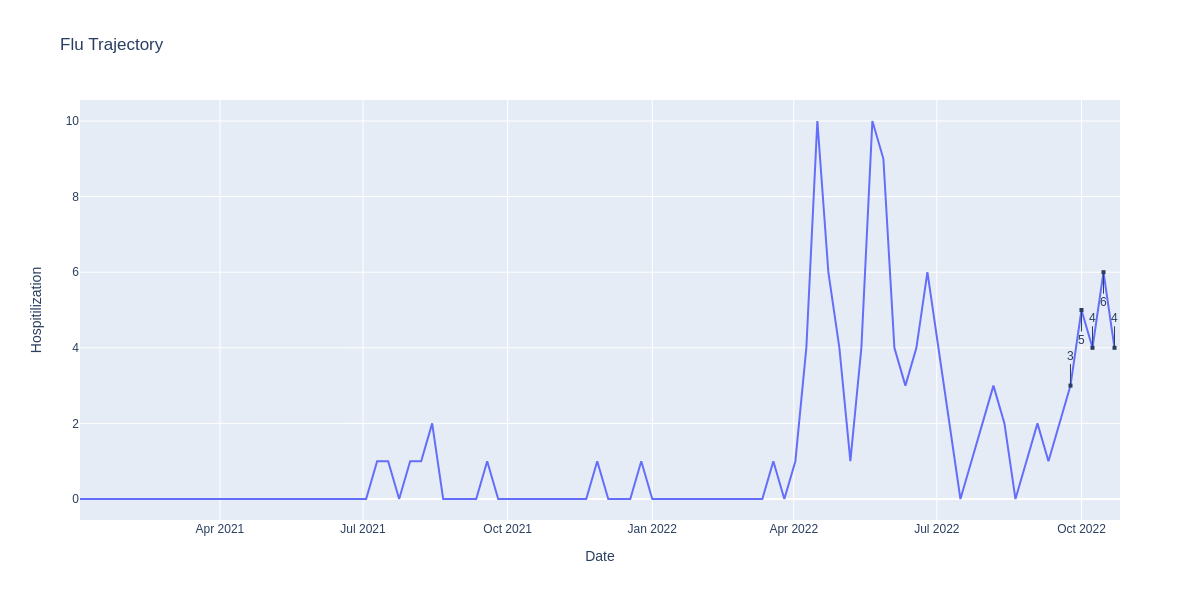 Flu Trajectory
Hospitilization
10
8
6
4
2
0
3
5
4
6
4
Apr 2021
Jul 2021
Oct 2021
Jan 2022
Apr 2022
Jul 2022
Oct 2022
Date